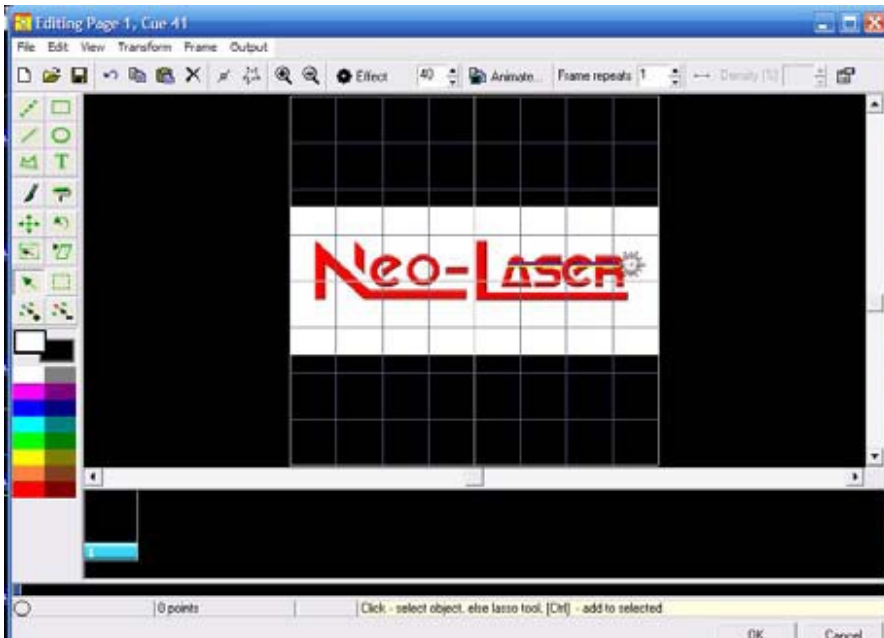 Editing Page 1, Cue 41
File Edit View Transform Frame Output
Effect 40 Animate... Frame repeats 1 Density [%]
T
Neo-Laser
1
0 points Click - select object, else lasso tool, [Ctrl] - add to selected
OK Cancel